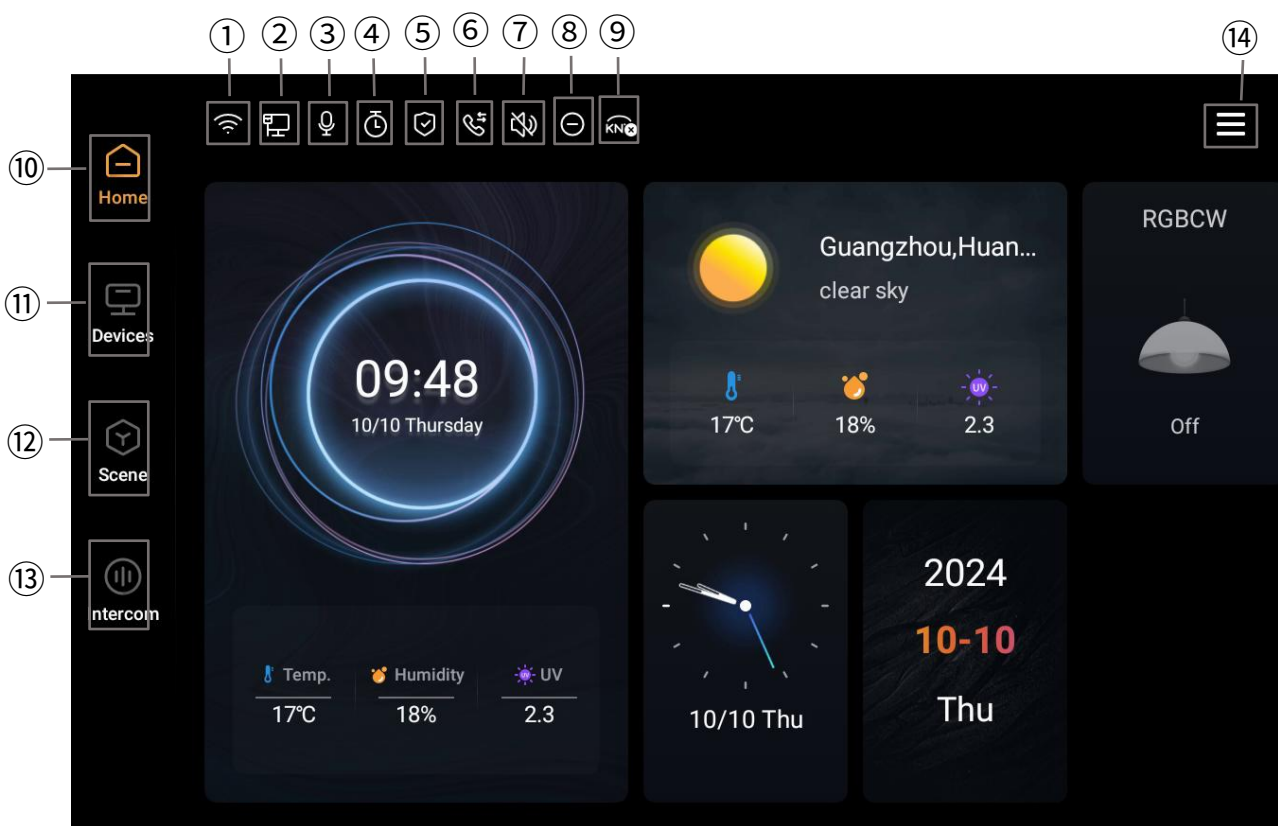 ① ② ③ ④ ⑤ ⑥ ⑦ ⑧ ⑨ ⑭
KNX
⑩ Home
⑪ Devices
⑫ Scene
⑬ ntercom
09:48
10/10 Thursday
Temp. Humidity UV
17℃ 18% 2.3
Guangzhou,Huan...
clear sky
UV
17℃ 18% 2.3
RGBCW
Off
10/10 Thu
2024
10-10
Thu